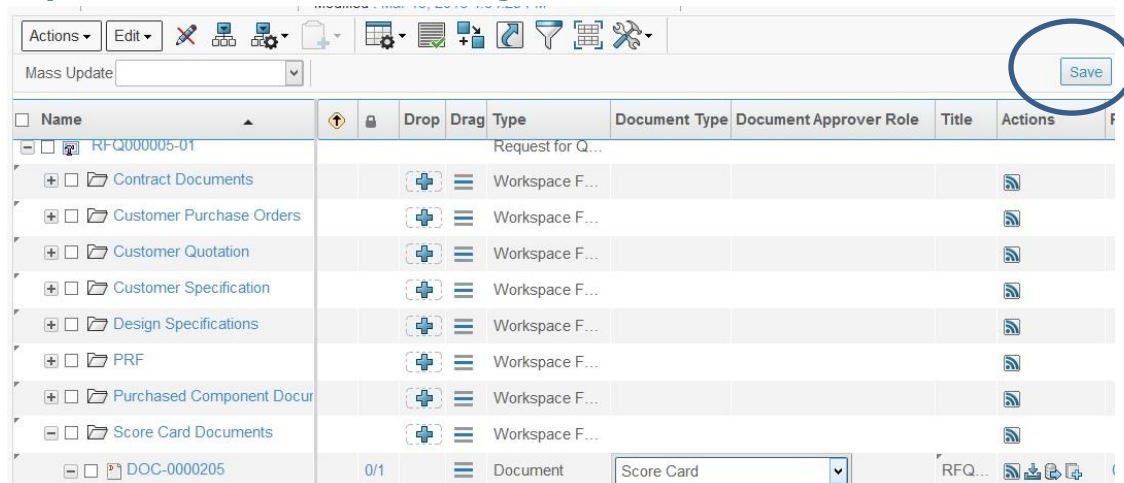 Actions Edit
Mass Update Save
Name Drop Drag Type Document Type Document Approver Role Title Actions
RFQ000005-01 Request for Q...
Contract Documents Workspace F...
Customer Purchase Orders Workspace F...
Customer Quotation Workspace F...
Customer Specification Workspace F...
Design Specifications Workspace F...
PRF Workspace F...
Purchased Component Docur Workspace F...
Score Card Documents Workspace F...
DOC-0000205 0/1 Document Score Card RFQ...